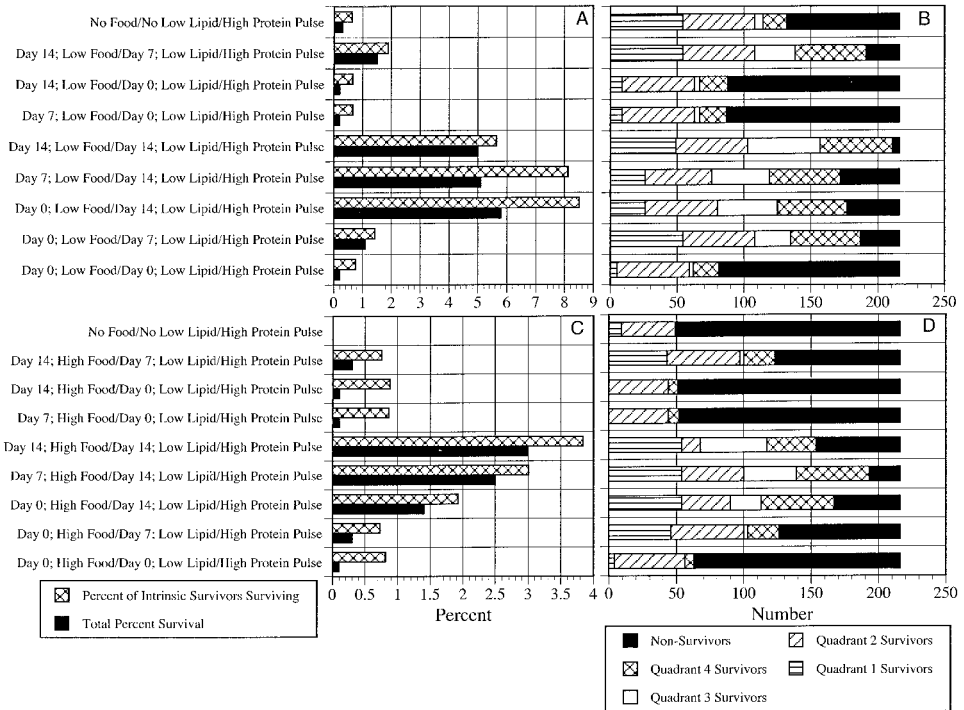 A
B
No Food/No Low Lipid/High Protein Pulse
Day 14; Low Food/Day 7; Low Lipid/High Protein Pulse
Day 14; Low Food/Day 0; Low Lipid/High Protein Pulse
Day 7; Low Food/Day 0; Low Lipid/High Protein Pulse
Day 14; Low Food/Day 14; Low Lipid/High Protein Pulse
Day 7; Low Food/Day 14; Low Lipid/High Protein Pulse
Day 0; Low Food/Day 14; Low Lipid/High Protein Pulse
Day 0; Low Food/Day 7; Low Lipid/High Protein Pulse
Day 0; Low Food/Day 0; Low Lipid/High Protein Pulse
0 1 2 3 4 5 6 7 8 9
0 50 100 150 200 250
C
D
No Food/No Low Lipid/High Protein Pulse
Day 14; High Food/Day 7; Low Lipid/High Protein Pulse
Day 14; High Food/Day 0; Low Lipid/High Protein Pulse
Day 7; High Food/Day 0; Low Lipid/High Protein Pulse
Day 14; High Food/Day 14; Low Lipid/High Protein Pulse
Day 7; High Food/Day 14; Low Lipid/High Protein Pulse
Day 0; High Food/Day 14; Low Lipid/High Protein Pulse
Day 0; High Food/Day 7; Low Lipid/High Protein Pulse
Day 0; High Food/Day 0; Low Lipid/High Protein Pulse
0 0.5 1 1.5 2 2.5 3 3.5 4
0 50 100 150 200 250
Percent
Number
Percent of Intrinsic Survivors Surviving
Total Percent Survival
Non-Survivors
Quadrant 2 Survivors
Quadrant 4 Survivors
Quadrant 1 Survivors
Quadrant 3 Survivors